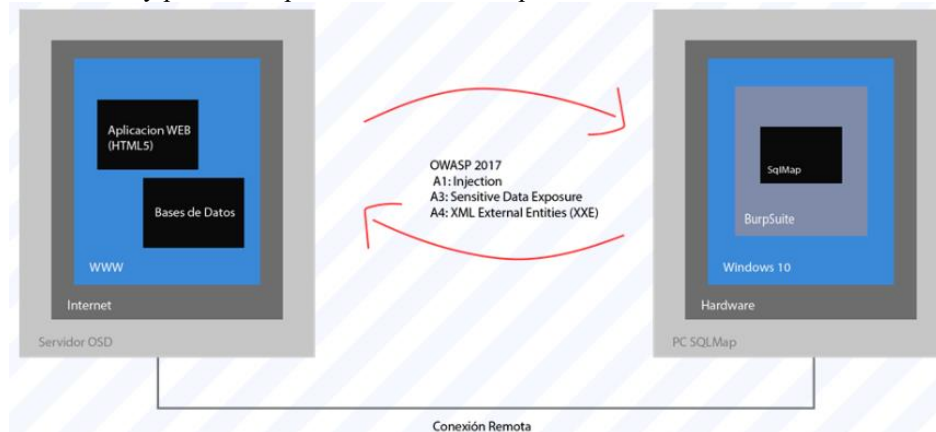 Aplicacion WEB
(HTML5)
Bases de Datos
WWW
Internet
Servidor OSD
OWASP 2017
A1: Injection
A3: Sensitive Data Exposure
A4: XML External Entities (XXE)
SqlMap
BurpSuite
Windows 10
Hardware
PC SQLMap
Conexión Remota